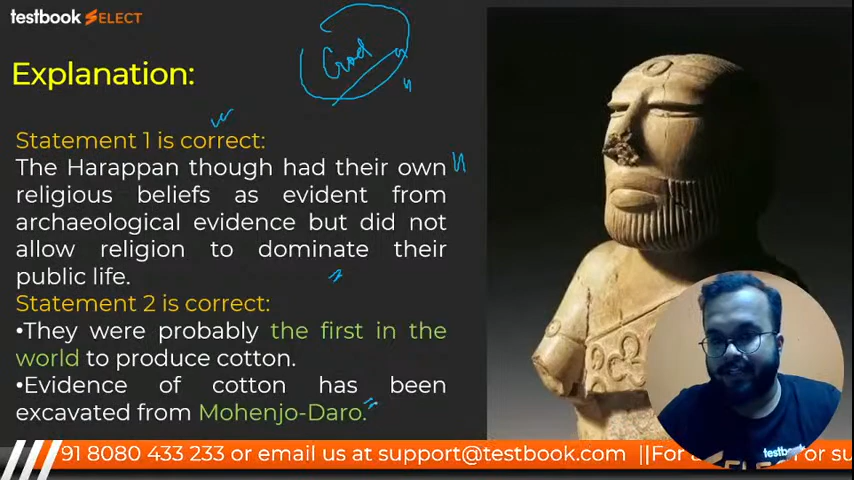 testbook SELECT
God
Explanation:
Statement 1 is correct:
The Harappan though had their own
religious beliefs as evident from
archaeological evidence but did not
allow religion to dominate their
public life.
Statement 2 is correct:
•They were probably the first in the
world to produce cotton.
•Evidence of cotton has been
excavated from Mohenjo-Daro.
testbook
SELECT
91 8080 433 233 or email us at support@testbook.com ||For a
For su